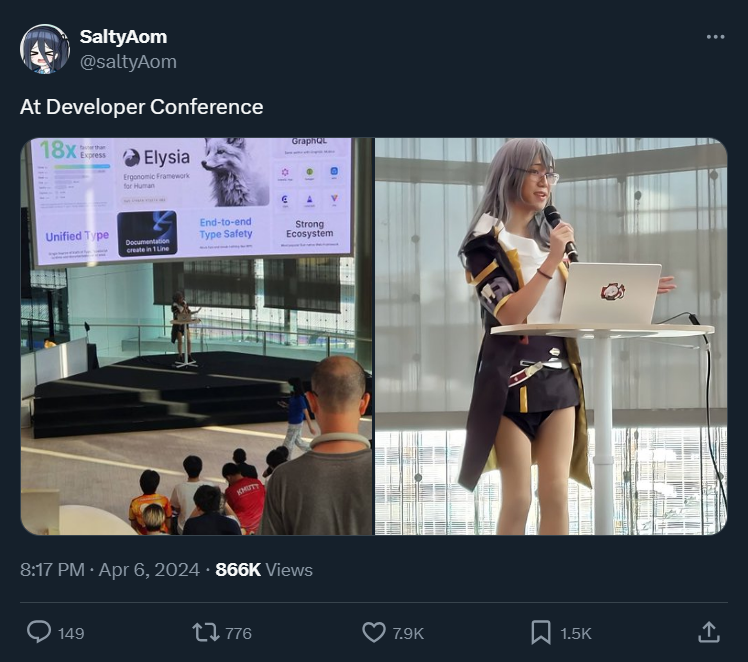 SaltyAom
@saltyAom
At Developer Conference
18x faster than
Express
Elysia
Ergonomic Framework
for Human
GraphQL
Unified Type
Documentation
create in 1 Line
End-to-end
Type Safety
Strong
Ecosystem
KMUTT
8:17 PM · Apr 6, 2024 · 866K Views
149
776
7.9K
1.5K